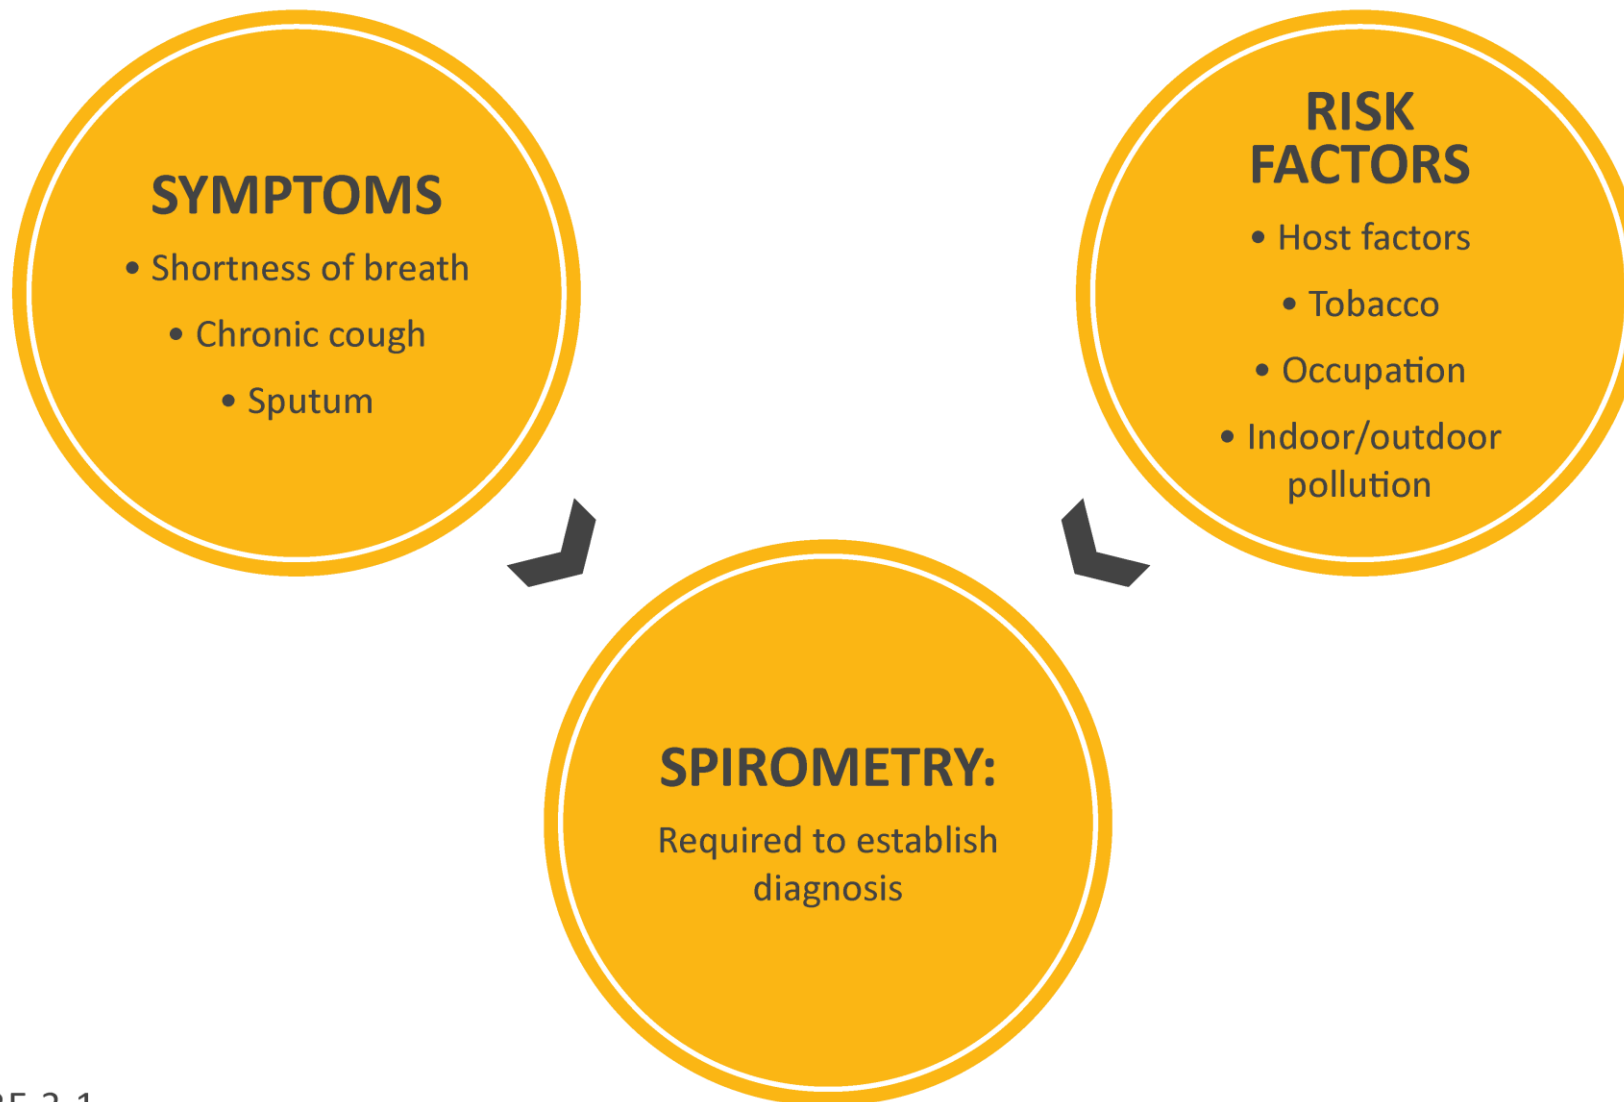 SYMPTOMS
• Shortness of breath
• Chronic cough
• Sputum
RISK
FACTORS
• Host factors
• Tobacco
• Occupation
• Indoor/outdoor
pollution
SPIROMETRY:
Required to establish
diagnosis